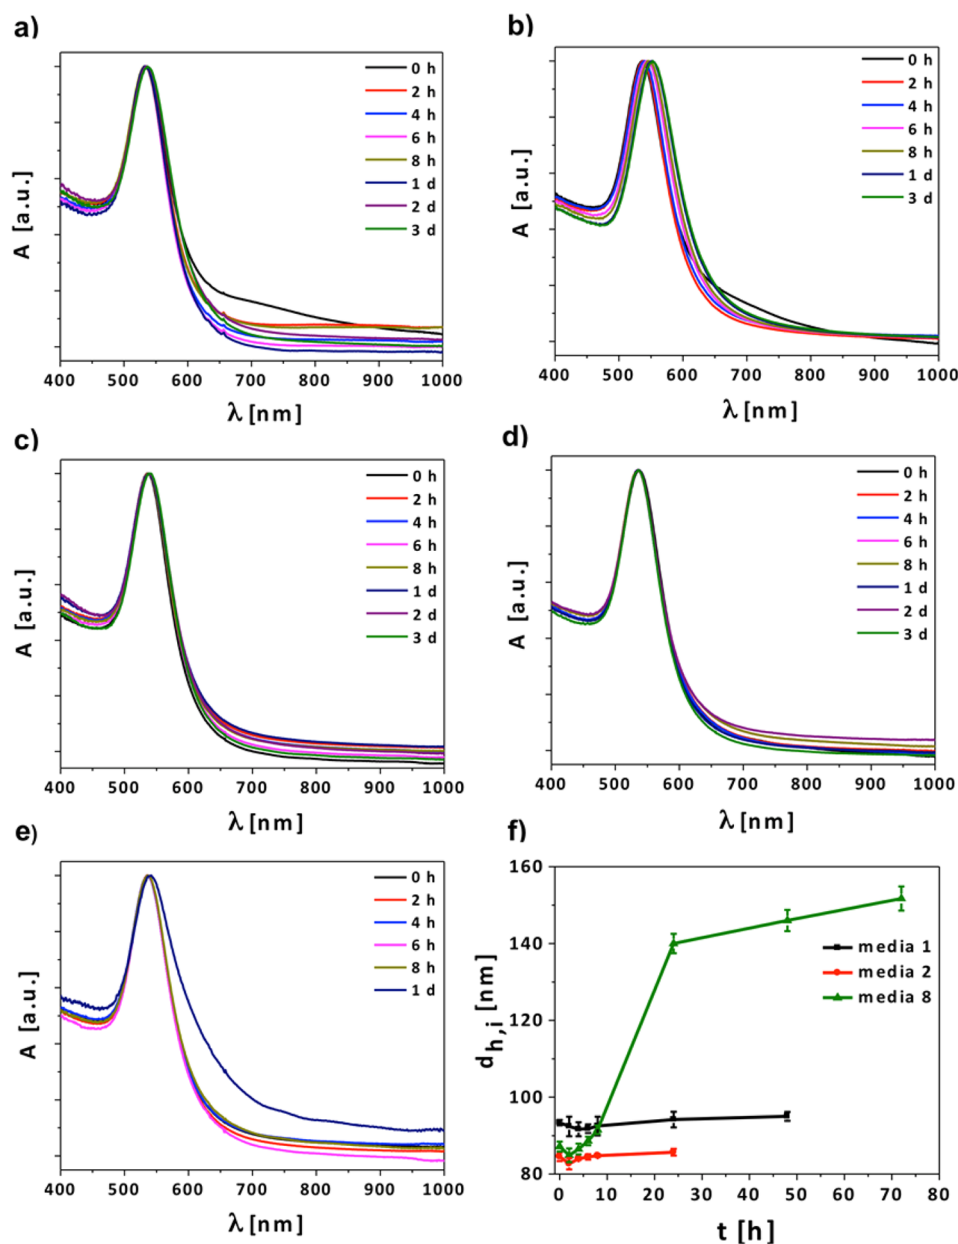 a)
0 h
2 h
4 h
6 h
8 h
1 d
2 d
3 d
A [a.u.]
400 500 600 700 800 900 1000
λ [nm]
b)
0 h
2 h
4 h
6 h
8 h
1 d
3 d
A [a.u.]
400 500 600 700 800 900 1000
λ [nm]
c)
0 h
2 h
4 h
6 h
8 h
1 d
2 d
3 d
A [a.u.]
400 500 600 700 800 900 1000
λ [nm]
d)
0 h
2 h
4 h
6 h
8 h
1 d
2 d
3 d
A [a.u.]
400 500 600 700 800 900 1000
λ [nm]
e)
0 h
2 h
4 h
6 h
8 h
1 d
A [a.u.]
400 500 600 700 800 900 1000
λ [nm]
f)
160
140
120
100
80
d h,i [nm]
media 1
media 2
media 8
0 10 20 30 40 50 60 70 80
t [h]